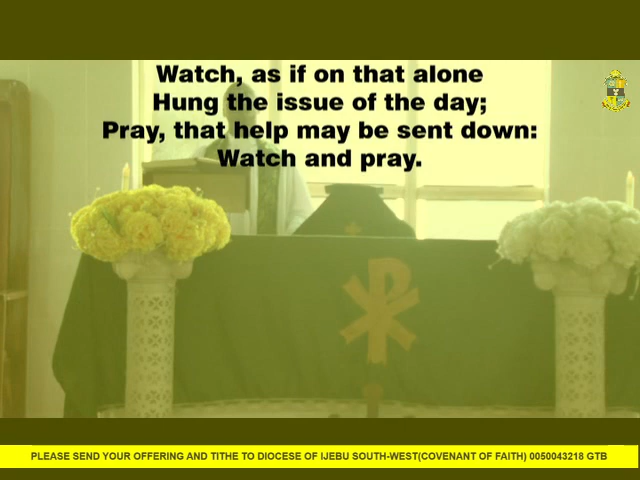 Watch, as if on that alone
Hung the issue of the day;
Pray, that help may be sent down:
Watch and pray.
PLEASE SEND YOUR OFFERING AND TITHE TO DIOCESE OF IJEBU SOUTH-WEST(COVENANT OF FAITH) 0050043218 GTB